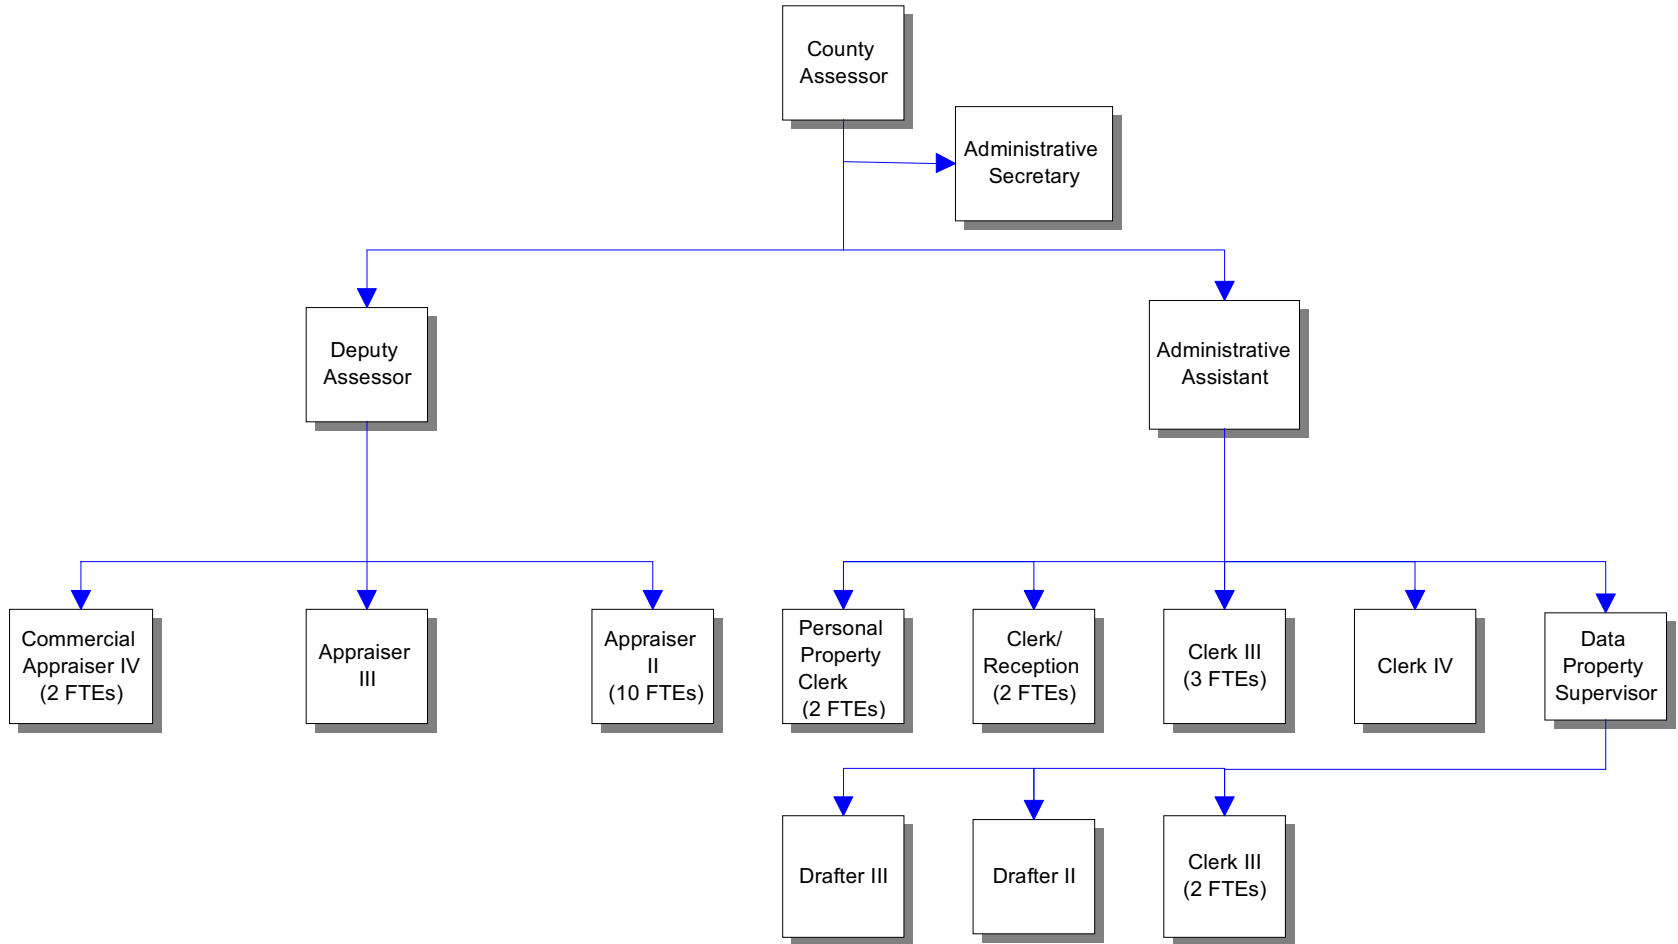 County
Assessor
Administrative
Secretary
Deputy
Assessor
Administrative
Assistant
Commercial
Appraiser IV
(2 FTEs)
Appraiser
III
Appraiser
II
(10 FTEs)
Personal
Property
Clerk
(2 FTEs)
Clerk/
Reception
(2 FTEs)
Clerk III
(3 FTEs)
Clerk IV
Data
Property
Supervisor
Drafter III
Drafter II
Clerk III
(2 FTEs)